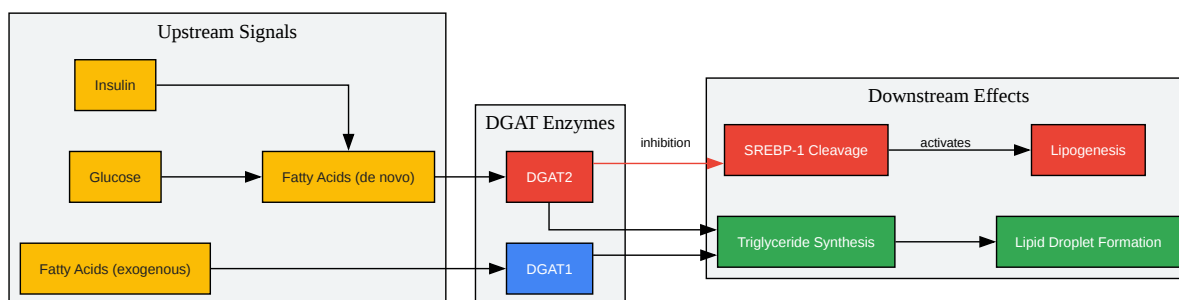 Upstream Signals
Insulin
Glucose
Fatty Acids (de novo)
Fatty Acids (exogenous)
DGAT Enzymes
DGAT2
DGAT1
inhibition
Downstream Effects
SREBP-1 Cleavage
activates
Lipogenesis
Triglyceride Synthesis
Lipid Droplet Formation